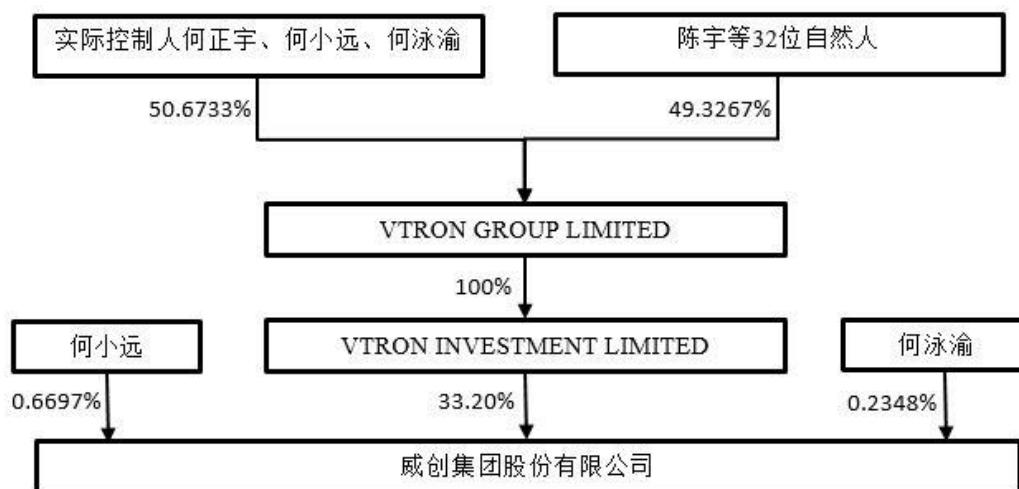 实际控制人何正宇、何小远、何泳渝
陈宇等32位自然人
50.6733%
49.3267%
VTRON GROUP LIMITED
100%
何小远
VTRON INVESTMENT LIMITED
何泳渝
0.6697%
33.20%
0.2348%
威创集团股份有限公司